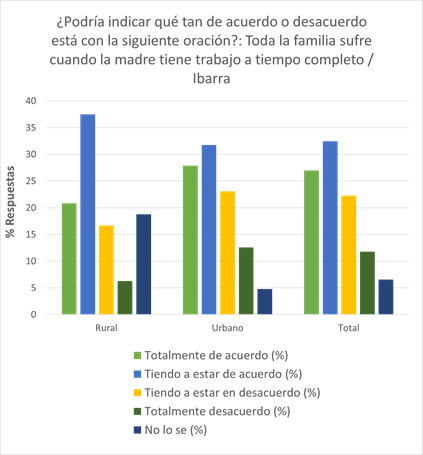 ¿Podría indicar qué tan de acuerdo o desacuerdo
está con la siguiente oración?: Toda la familia sufre
cuando la madre tiene trabajo a tiempo completo /
Ibarra
% Respuestas
40
35
30
25
20
15
10
5
0
Rural
Urbano
Total
Totalmente de acuerdo (%)
Tiendo a estar de acuerdo (%)
Tiendo a estar en desacuerdo (%)
Totalmente desacuerdo (%)
No lo se (%)